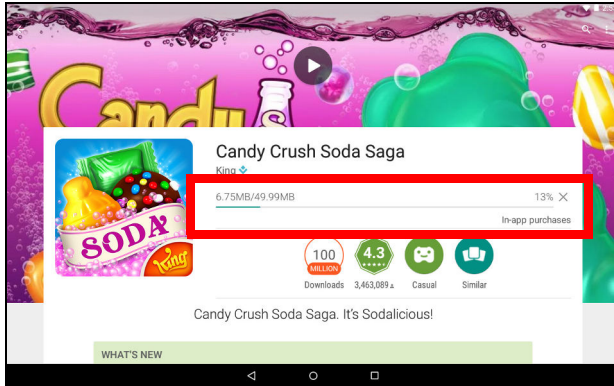 Candy
Candy Crush Soda Saga
King
6.75MB/49.99MB 13%
In-app purchases
SODA
King
100
MILLION
4.3
Downloads 3,463,089 Casual Similar
Candy Crush Soda Saga. It's Sodalicious!
WHAT'S NEW